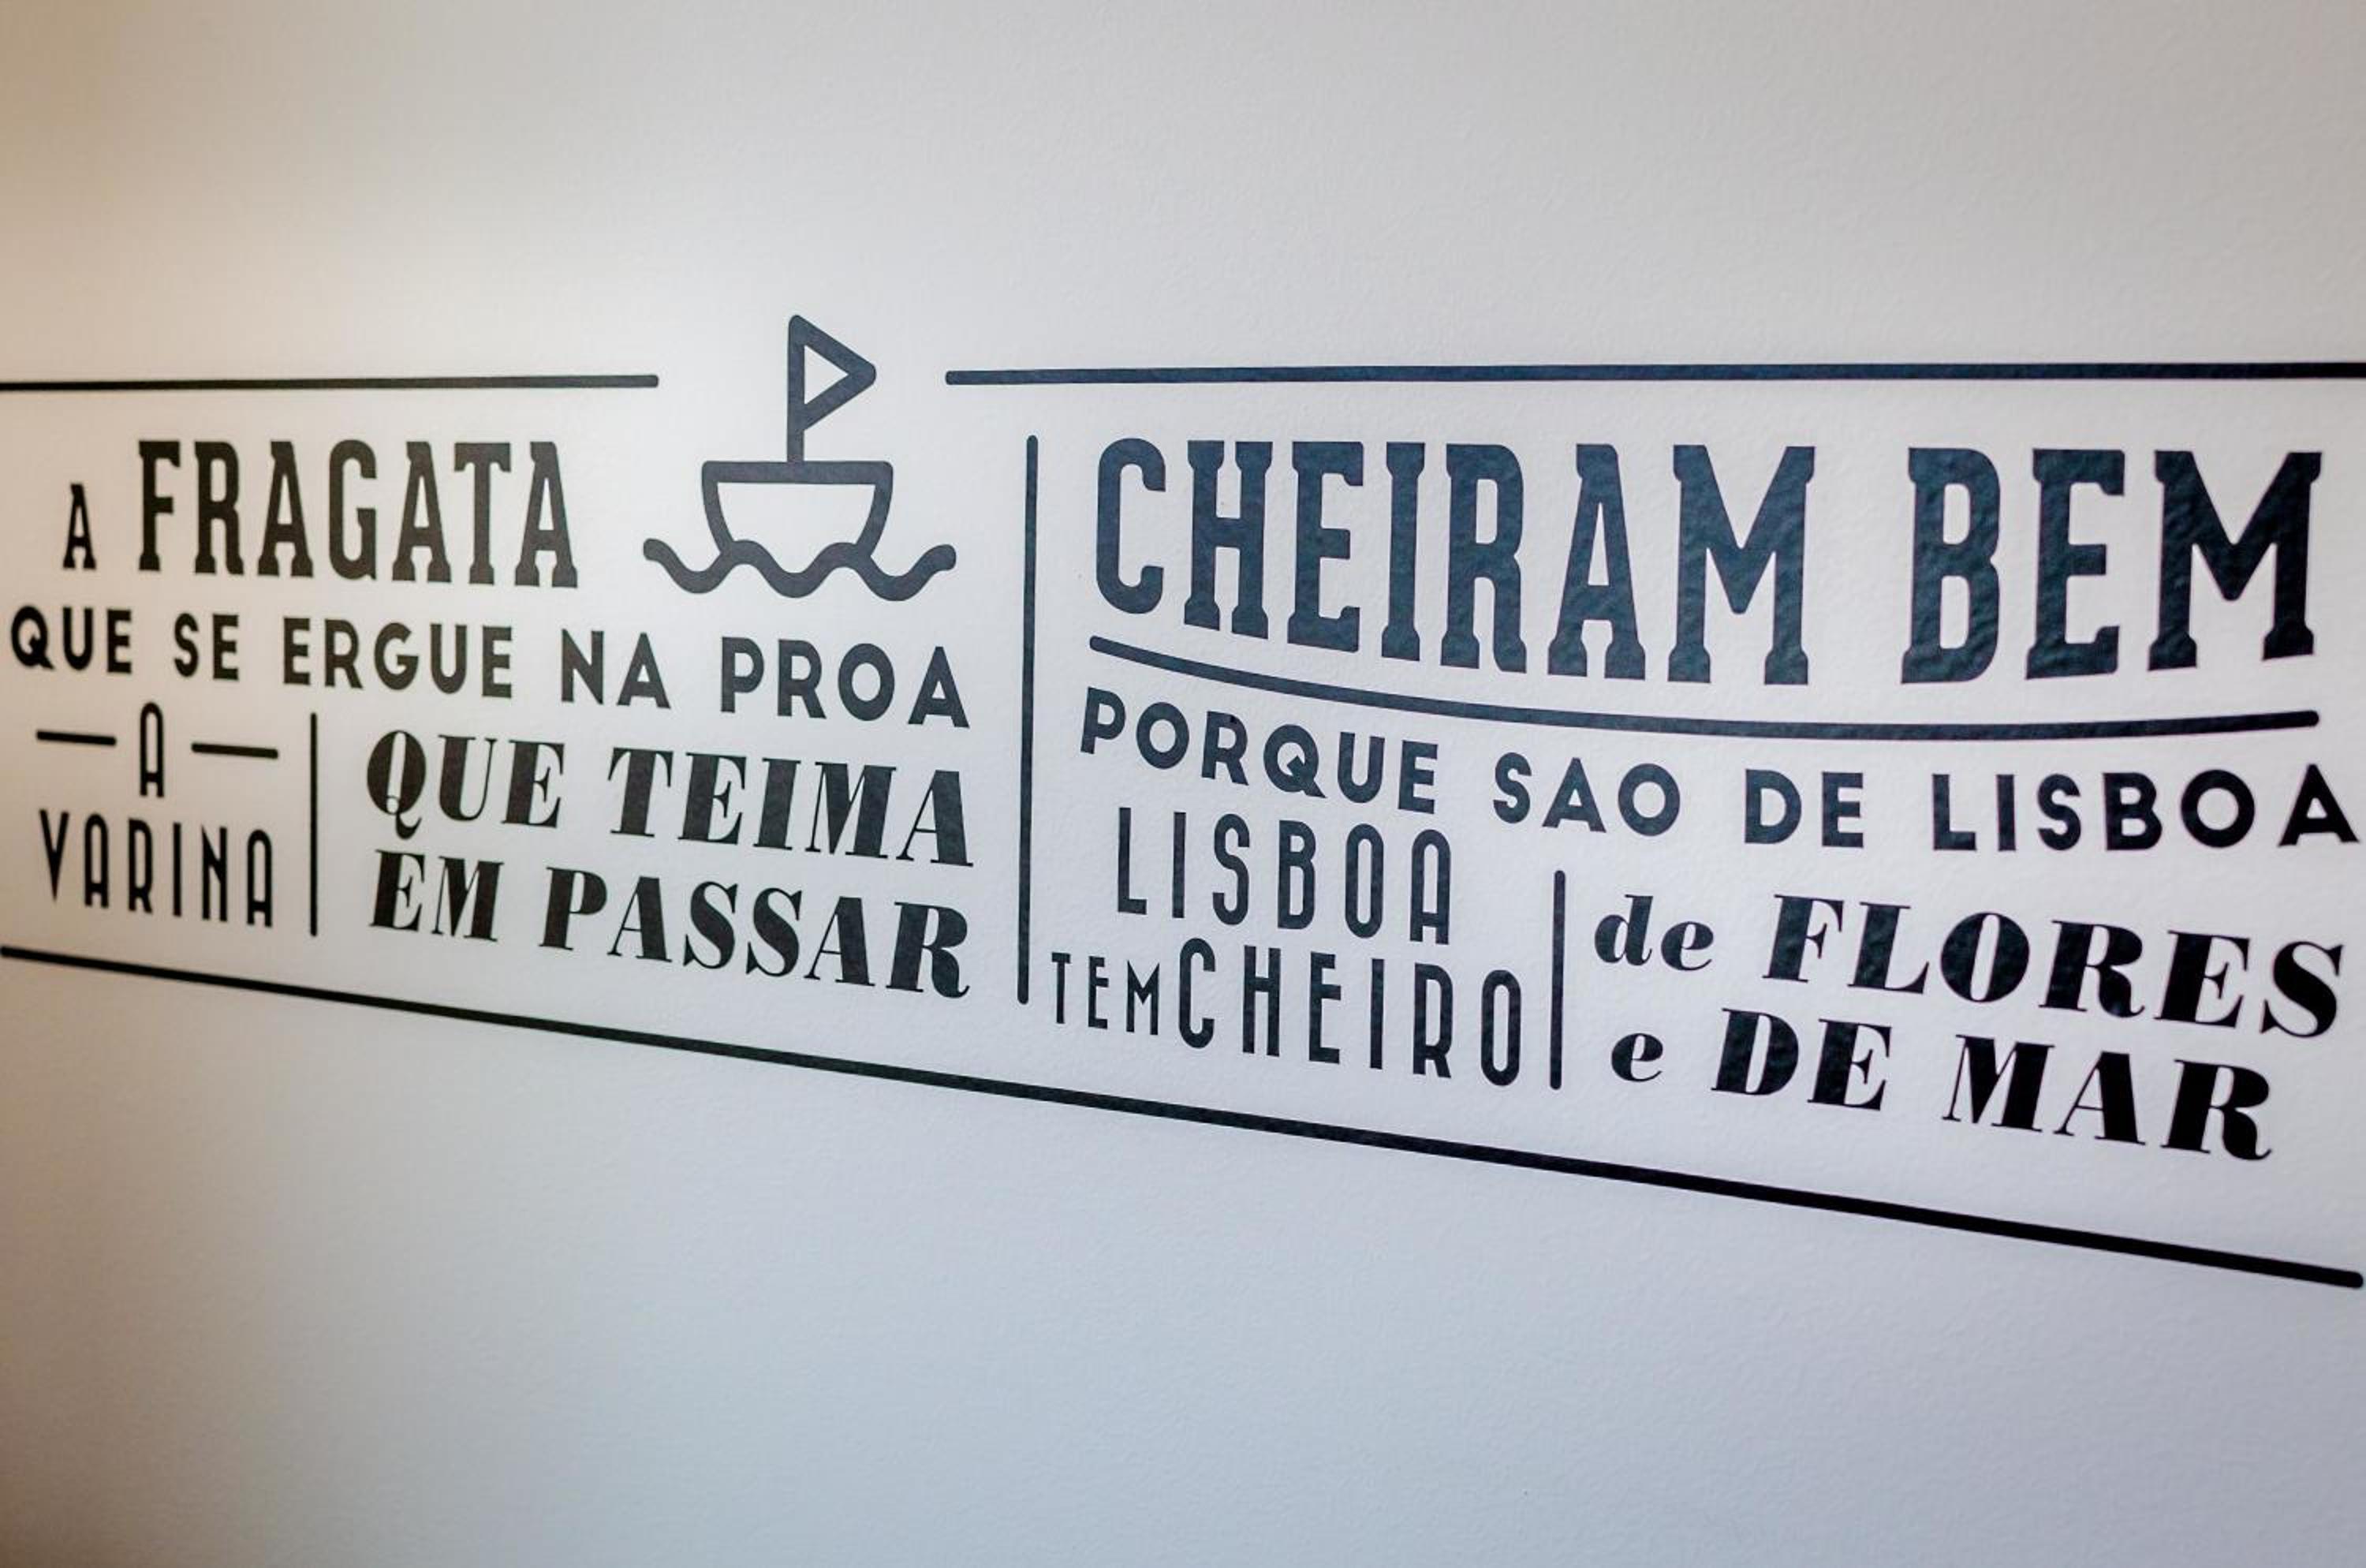 A FRAGATA
QUE SE ERGUE NA PROA
A
VARINA
QUE TEIMA
EM PASSAR
CHEIRAM BEM
PORQUE SAO DE LISBOA
LISBOA
TEM CHEIRO
de FLORES
e DE MAR